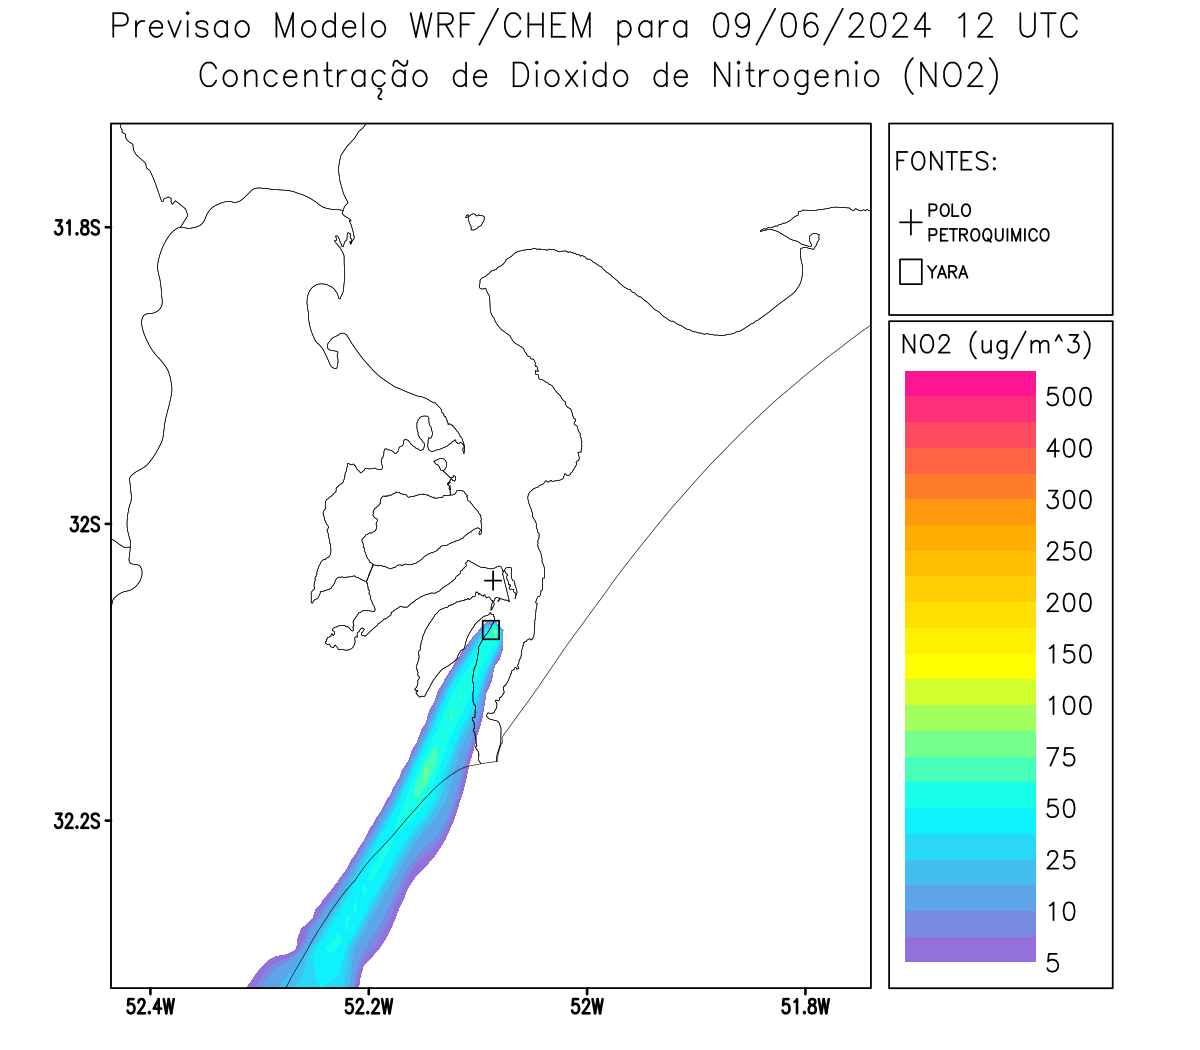 Previsao Modelo WRF/CHEM para 09/06/2024 12 UTC
Concentração de Dioxido de Nitrogenio (NO2)
FONTES:
POLO
PETROQUIMICO
YARA
31.8S
32S
32.2S
52.4W
52.2W
52W
51.8W
NO2 (ug/m^3)
500
400
300
250
200
150
100
75
50
25
10
5